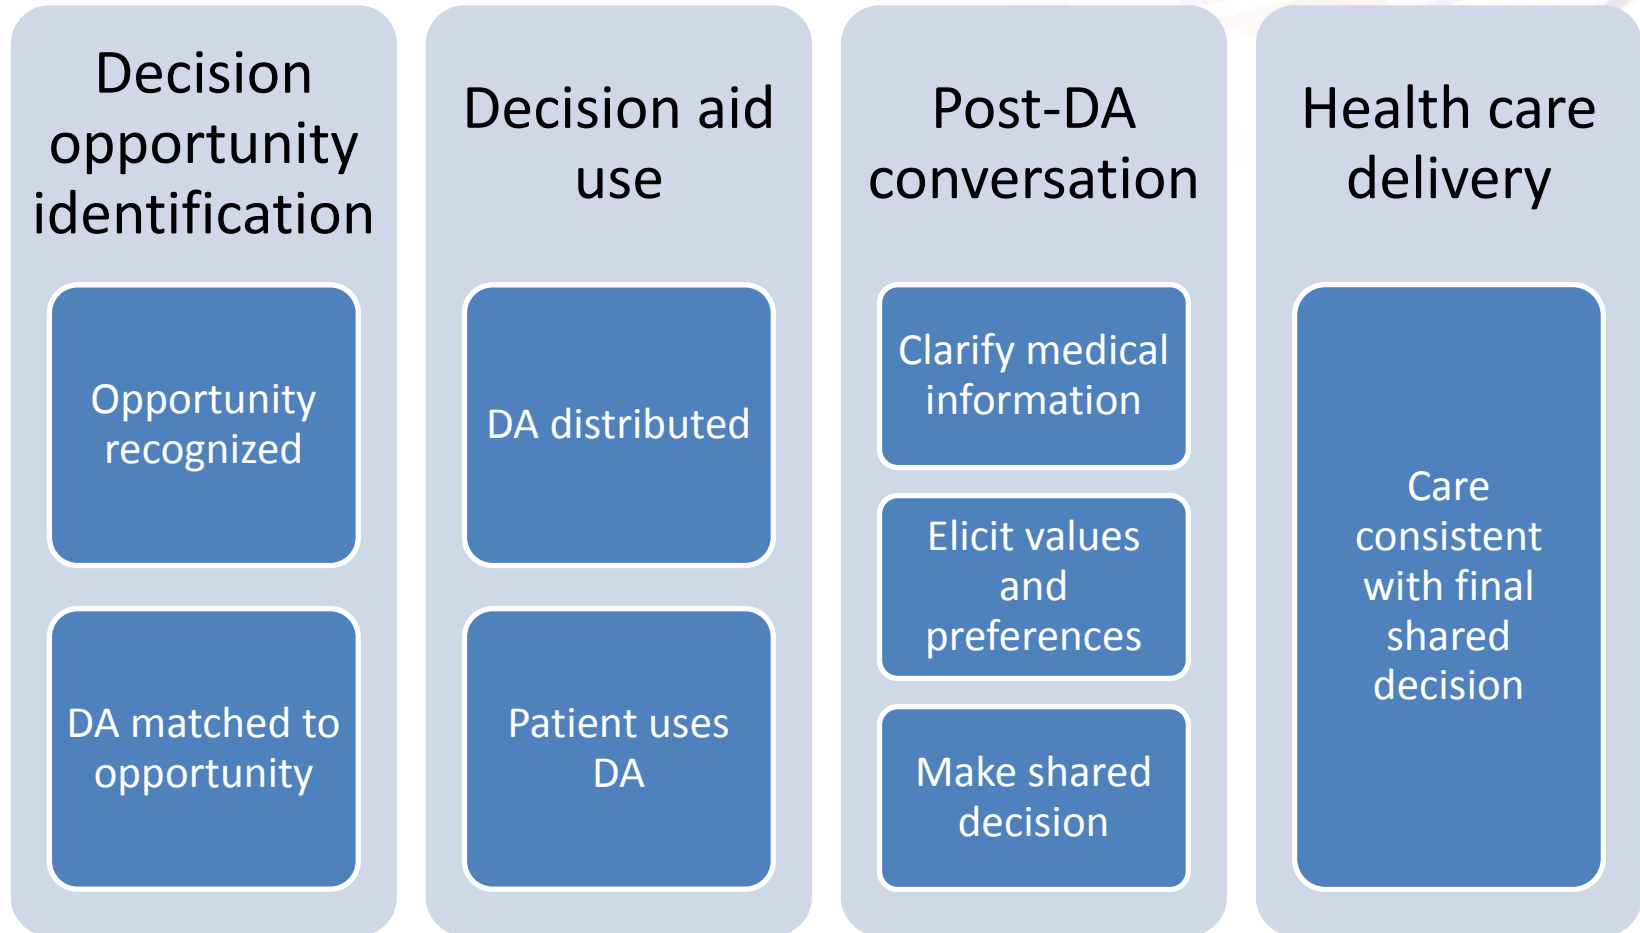 Decision
opportunity
identification
Opportunity
recognized
DA matched to
opportunity
Decision aid
use
DA distributed
Patient uses
DA
Post-DA
conversation
Clarify medical
information
Elicit values
and
preferences
Make shared
decision
Health care
delivery
Care
consistent
with final
shared
decision